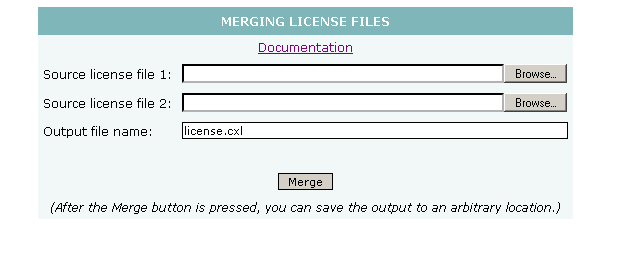 MERGING LICENSE FILES
Documentation
Source license file 1: Browse...
Source license file 2: Browse...
Output file name: license.cxl
Merge
(After the Merge button is pressed, you can save the output to an arbitrary location.)